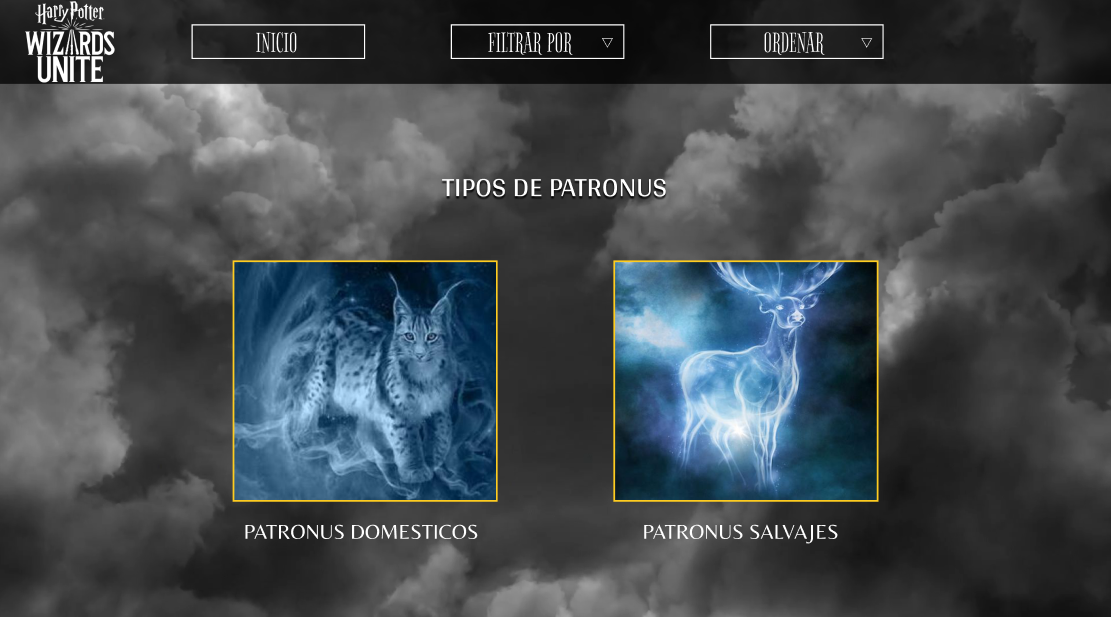 Harry Potter
WIZARDS
UNITE
INICIO
FILTRAR POR
ORDENAR
TIPOS DE PATRONUS
PATRONUS DOMESTICOS
PATRONUS SALVAJES